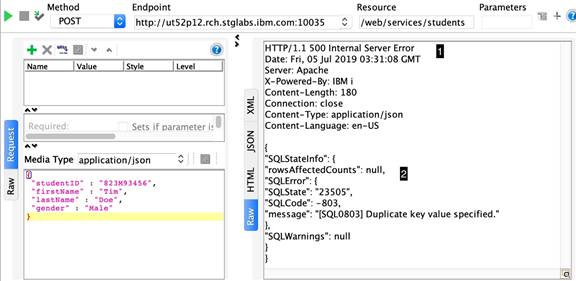 Method Endpoint Resource Parameters
POST http://ut52p12.rch.stglabs.ibm.com:10035 /web/services/students
Name Value Style Level
Required: Sets if parameter is
Media Type application/json
{
"studentID" : "823M93456",
"firstName" : "Tim",
"lastName" : "Doe",
"gender" : "Male"
}
Request
Raw
XML
JSON
HTML
Raw
HTTP/1.1 500 Internal Server Error 1
Date: Fri, 05 Jul 2019 03:31:08 GMT
Server: Apache
X-Powered-By: IBM i
Content-Length: 180
Connection: close
Content-Type: application/json
Content-Language: en-US
{
"SQLStateInfo": {
"rowsAffectedCounts": null, 2
"SQLError": {
"SQLState": "23505",
"SQLCode": -803,
"message": "[SQL0803] Duplicate key value specified."
},
"SQLWarnings": null
}
}